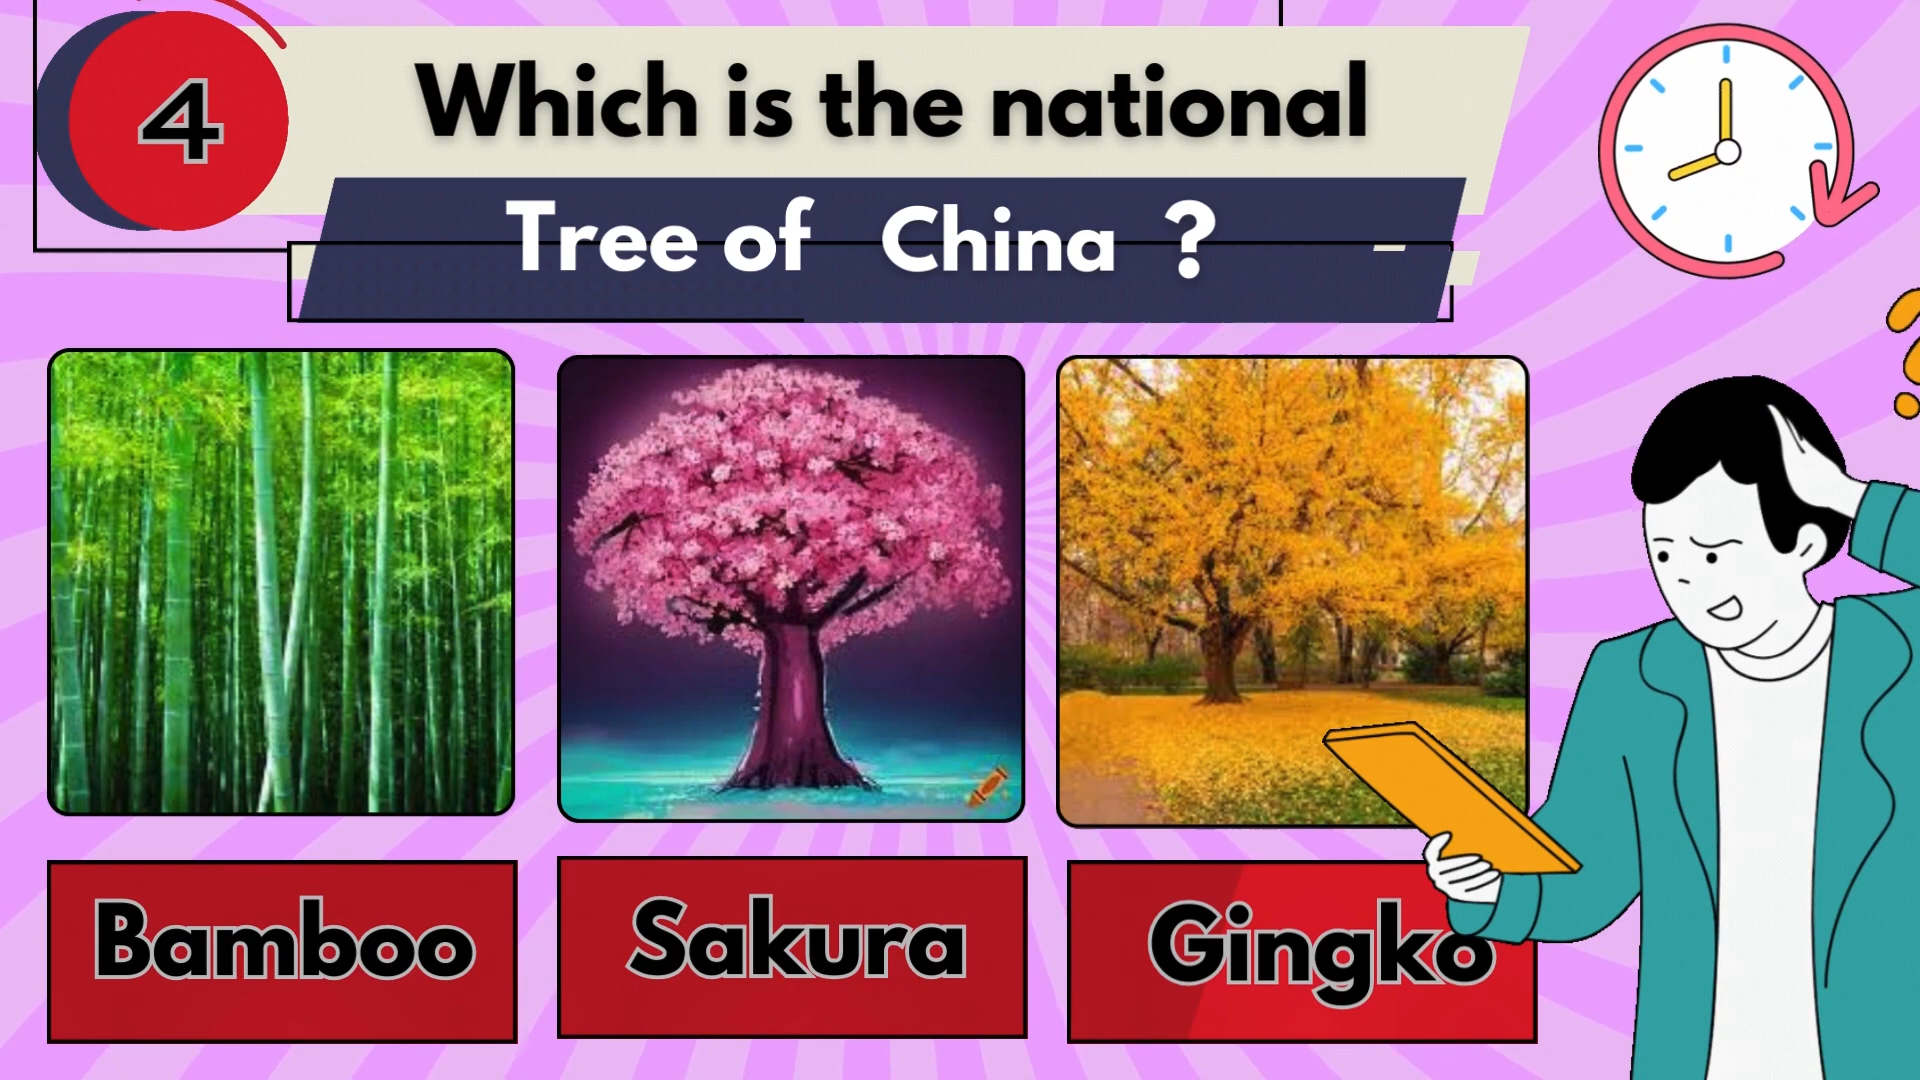 4
Which is the national
Tree of China ?
Bamboo
Sakura
Gingko